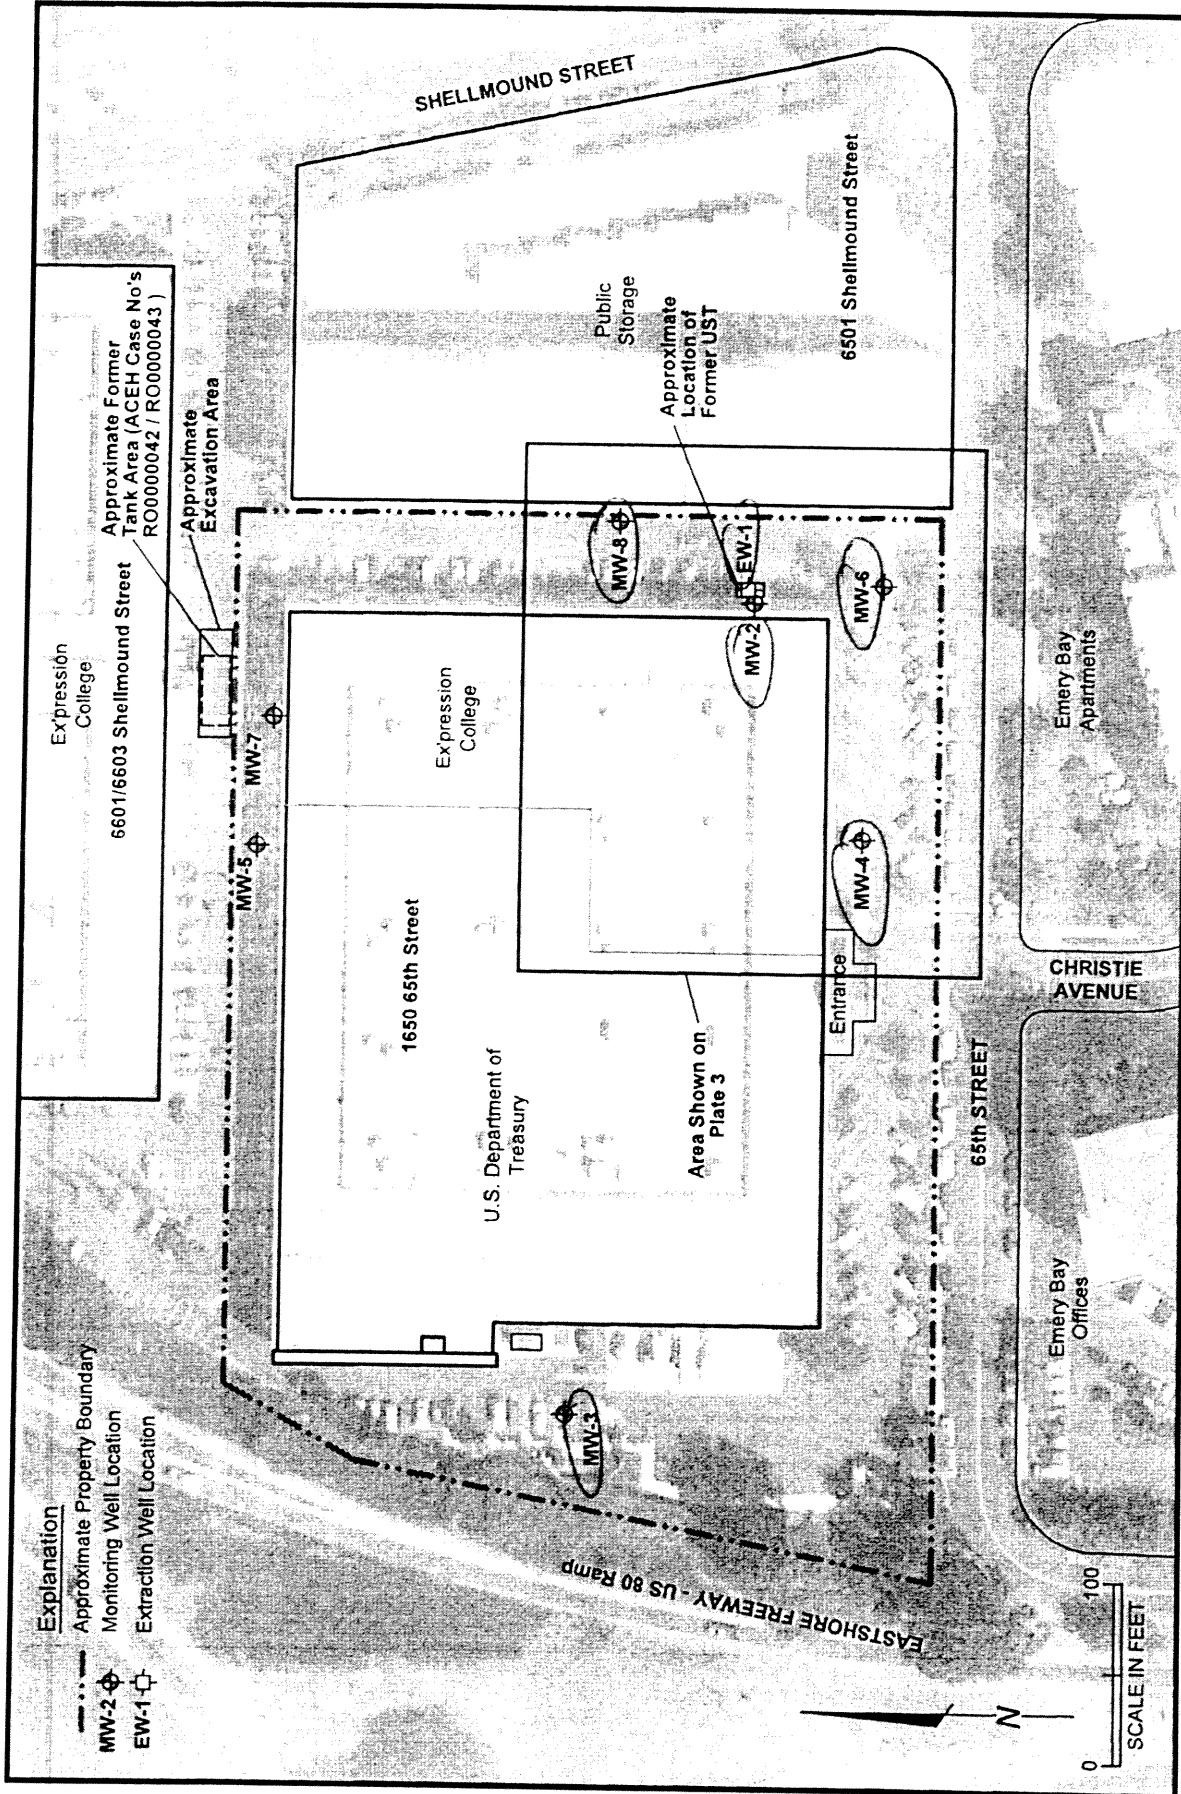 Explanation
Approximate Property Boundary
MW-2 Monitoring Well Location
EW-1 Extraction Well Location
Ex'pression
College
6601/6603 Shellmound Street
Approximate Former
Tank Area (ACEH Case No's
RO0000042 / RO0000043 )
Approximate
Excavation Area
SHELLMOUND STREET
MW-5
MW-7
1650 65th Street
Ex'pression
College
U.S. Department of
Treasury
Public
Storage
MW-8
Approximate
Location of
Former UST
EW-1
MW-2
MW-6
MW-4
MW-3
6501 Shellmound Street
Area Shown on
Plate 3
Entrance
EASTSHORE FREEWAY - US 80 Ramp
65th STREET
CHRISTIE
AVENUE
Emery Bay
Offices
Emery Bay
Apartments
N
0 100
SCALE IN FEET